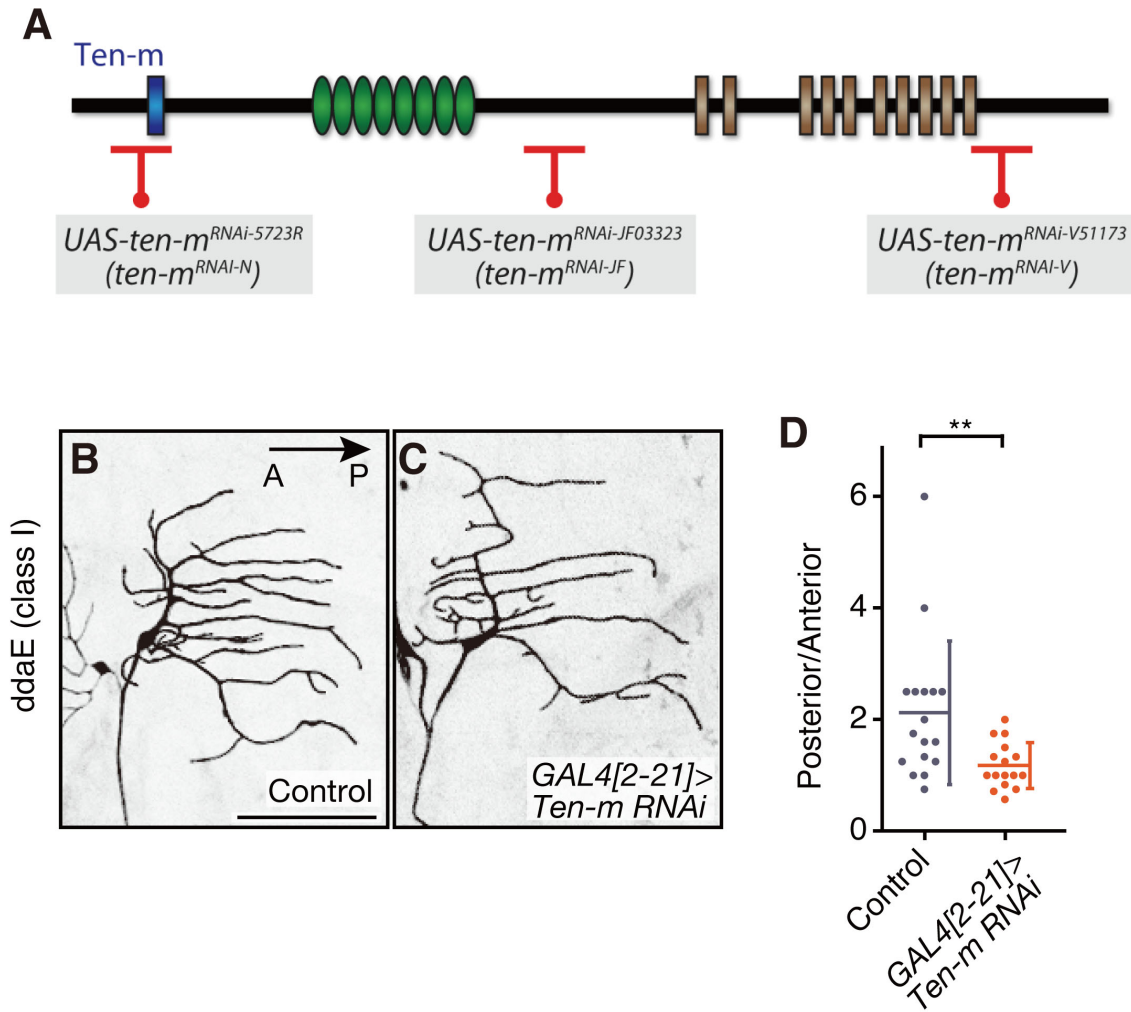 A
Ten-m
UAS-ten-m^RNAi-5723R
(ten-m^RNAI-N)
UAS-ten-m^RNAi-JF03323
(ten-m^RNAI-JF)
UAS-ten-m^RNAi-V51173
(ten-m^RNAI-V)
ddaE (class I)
B
A
P
Control
C
GAL4[2-21]>
Ten-m RNAi
D
**
Posterior/Anterior
6
4
2
0
Control
GAL4[2-21]>
Ten-m RNAi